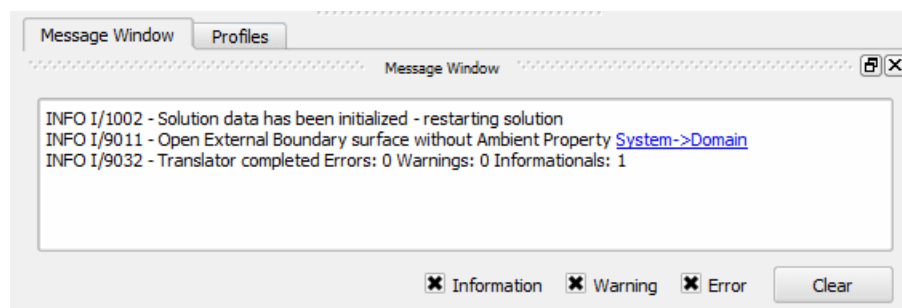 Message Window Profiles
Message Window
INFO I/1002 - Solution data has been initialized - restarting solution
INFO I/9011 - Open External Boundary surface without Ambient Property System->Domain
INFO I/9032 - Translator completed Errors: 0 Warnings: 0 Informationals: 1
Information Warning Error Clear